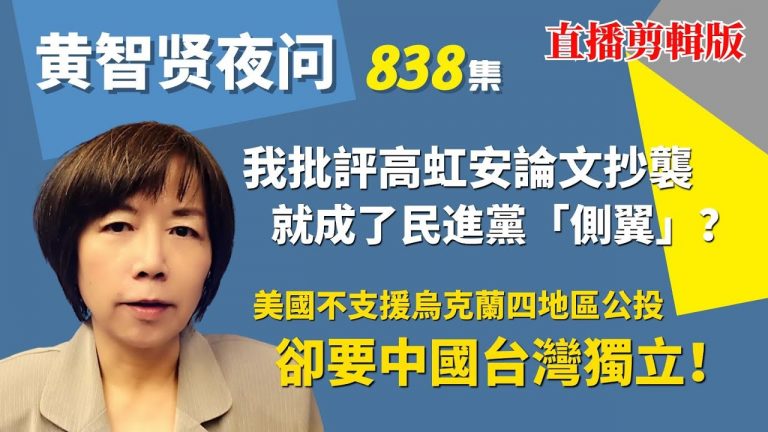 黄智贤夜问 838集
直播剪輯版
我批評高虹安論文抄襲
就成了民進黨「側翼」？
美國不支援烏克蘭四地區公投
卻要中國台灣獨立！